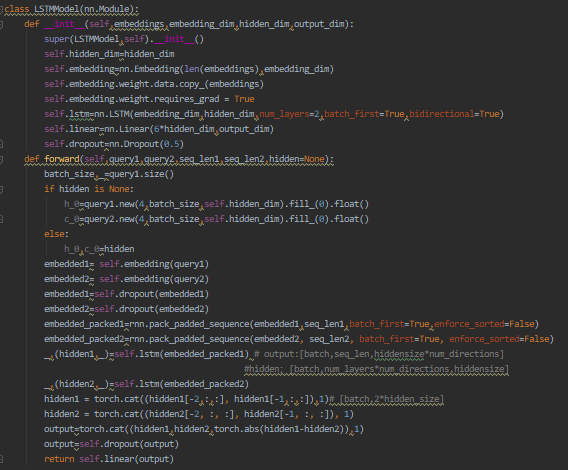 class LSTMModel(nn.Module):
    def __init__(self,embeddings,embedding_dim,hidden_dim,output_dim):
        super(LSTMModel,self).__init__()
        self.hidden_dim=hidden_dim
        self.embedding=nn.Embedding(len(embeddings),embedding_dim)
        self.embedding.weight.data.copy_(embeddings)
        self.embedding.weight.requires_grad = True
        self.lstm=nn.LSTM(embedding_dim,hidden_dim,num_layers=2,batch_first=True,bidirectional=True)
        self.linear=nn.Linear(6*hidden_dim,output_dim)
        self.dropout=nn.Dropout(0.5)
    def forward(self,query1,query2,seq_len1,seq_len2,hidden=None):
        batch_size,_=query1.size()
        if hidden is None:
            h_0=query1.new(4,batch_size,self.hidden_dim).fill_(0).float()
            c_0=query2.new(4,batch_size,self.hidden_dim).fill_(0).float()
        else:
            h_0,c_0=hidden
        embedded1= self.embedding(query1)
        embedded2= self.embedding(query2)
        embedded1=self.dropout(embedded1)
        embedded2=self.dropout(embedded2)
        embedded_packed1=rnn.pack_padded_sequence(embedded1,seq_len1,batch_first=True,enforce_sorted=False)
        embedded_packed2=rnn.pack_padded_sequence(embedded2, seq_len2, batch_first=True, enforce_sorted=False)
        _,(hidden1,_)=self.lstm(embedded_packed1) # output:[batch,seq_len,hiddensize*num_directions]
                                                #hidden: [batch,num_layers*num_directions,hiddensize]
        _,(hidden2,_)=self.lstm(embedded_packed2)
        hidden1 = torch.cat((hidden1[-2,:,:], hidden1[-1,:,:]),1)# [batch,2*hidden_size]
        hidden2 = torch.cat((hidden2[-2, :, :], hidden2[-1, :, :]), 1)
        output=torch.cat((hidden1,hidden2,torch.abs(hidden1-hidden2)),1)
        output=self.dropout(output)
        return self.linear(output)